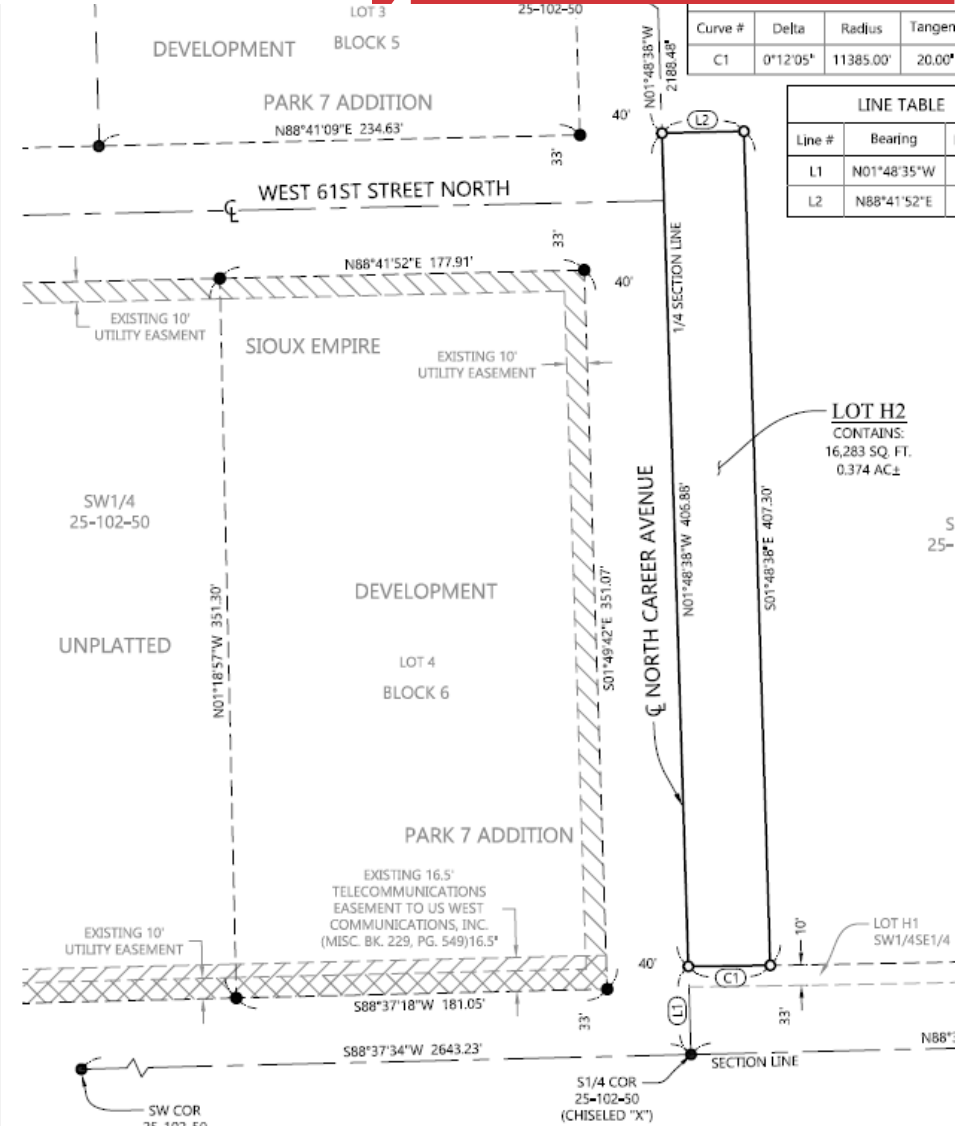 LOT 3
25-102-50
DEVELOPMENT
BLOCK 5
PARK 7 ADDITION
N88°41'09"E 234.63'
N01°48'38"W
2188.48'
Curve # Delta Radius
C1 0°12'05" 11385.00' 20.00'
LINE TABLE
Line # Bearing
L1 N01°48'35"W
L2 N88°41'52"E
40'
L2
33'
WEST 61ST STREET NORTH
℄
33'
N88°41'52"E 177.91'
40'
1/4 SECTION LINE
EXISTING 10'
UTILITY EASMENT
SIOUX EMPIRE
EXISTING 10'
UTILITY EASEMENT
LOT H2
CONTAINS:
16,283 SQ. FT.
0.374 AC±
SW1/4
25-102-50
℄ NORTH CAREER AVENUE
N01°48'38"W 406.88'
S01°48'38"E 407.30'
25-
DEVELOPMENT
N01°18'57"W 351.30'
S01°49'42"E 351.07'
UNPLATTED
LOT 4
BLOCK 6
PARK 7 ADDITION
EXISTING 16.5'
TELECOMMUNICATIONS
EASEMENT TO US WEST
COMMUNICATIONS, INC.
(MISC. BK. 229, PG. 549)16.5'
EXISTING 10'
UTILITY EASEMENT
10'
LOT H1
SW1/4SE1/4
40'
C1
S88°37'18"W 181.05'
33'
L1
33'
S88°37'34"W 2643.23'
SECTION LINE
S1/4 COR
25-102-50
(CHISELED "X")
SW COR
25-102-50